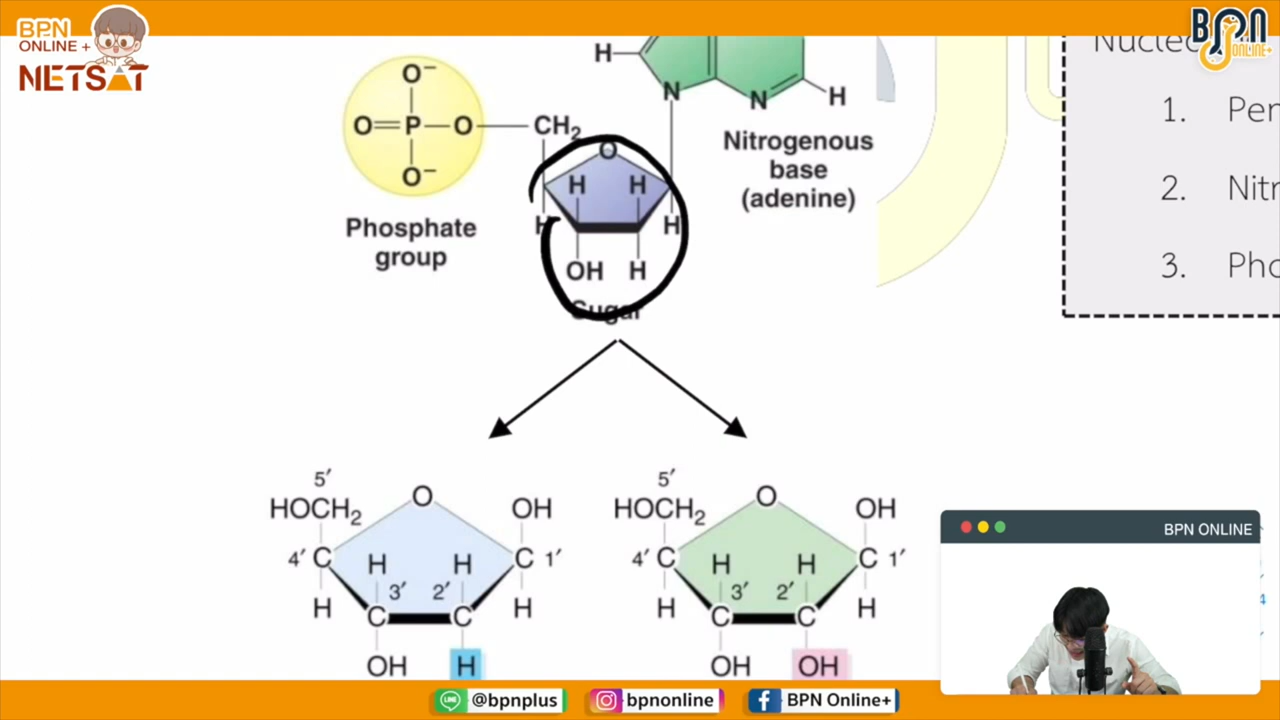 BPN
ONLINE +
NETSAT
BPN
ONLINE+
O⁻
O=P—O—CH₂
O⁻
Phosphate
group
H
N
N
H
Nitrogenous
base
(adenine)
O
H
H
H
H
OH
H
Sugar
1. Pen
2. Nitr
3. Pho
5′
HOCH₂
O
OH
4′ C
H
H
C 1′
H
3′
2′
H
C
C
OH
H
5′
HOCH₂
O
OH
4′ C
H
H
C 1′
H
3′
2′
H
C
C
OH
OH
BPN ONLINE
@bpnplus
bpnonline
BPN Online+